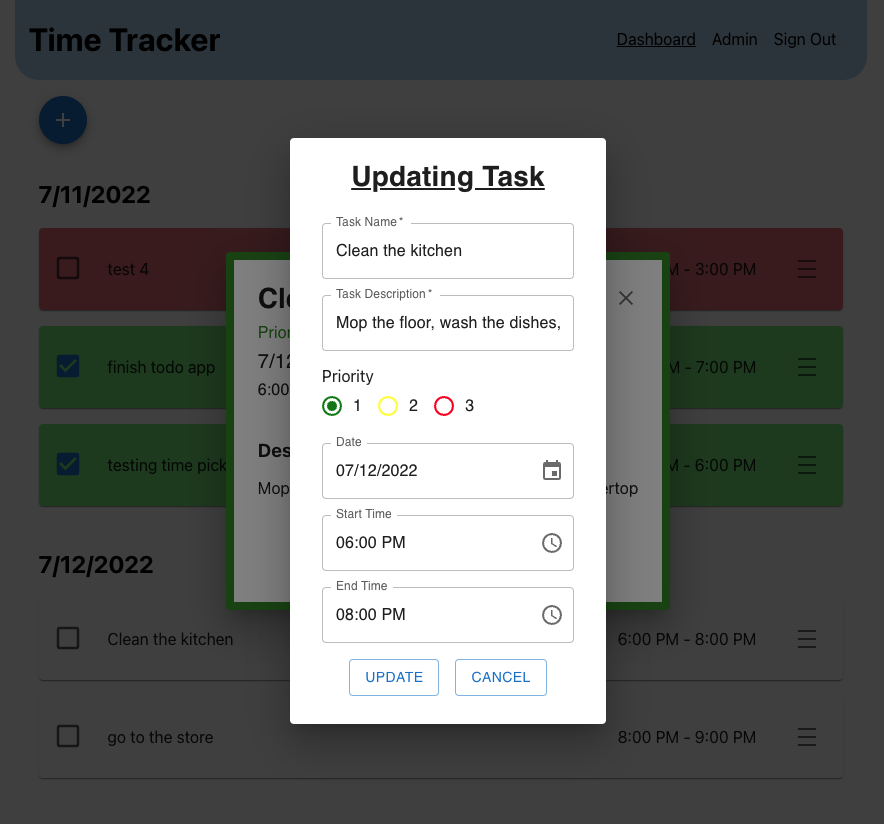 Time Tracker
Dashboard Admin Sign Out
7/11/2022
test 4
3:00 PM
finish todo app
- 7:00 PM
testing time pick
- 6:00 PM
7/12/2022
Clean the kitchen
6:00 PM - 8:00 PM
go to the store
8:00 PM - 9:00 PM
Cle
Prior
7/12
6:00
Des
Mop
ertop
Updating Task
Task Name *
Clean the kitchen
Task Description *
Mop the floor, wash the dishes,
Priority
1 2 3
Date
07/12/2022
Start Time
06:00 PM
End Time
08:00 PM
UPDATE CANCEL